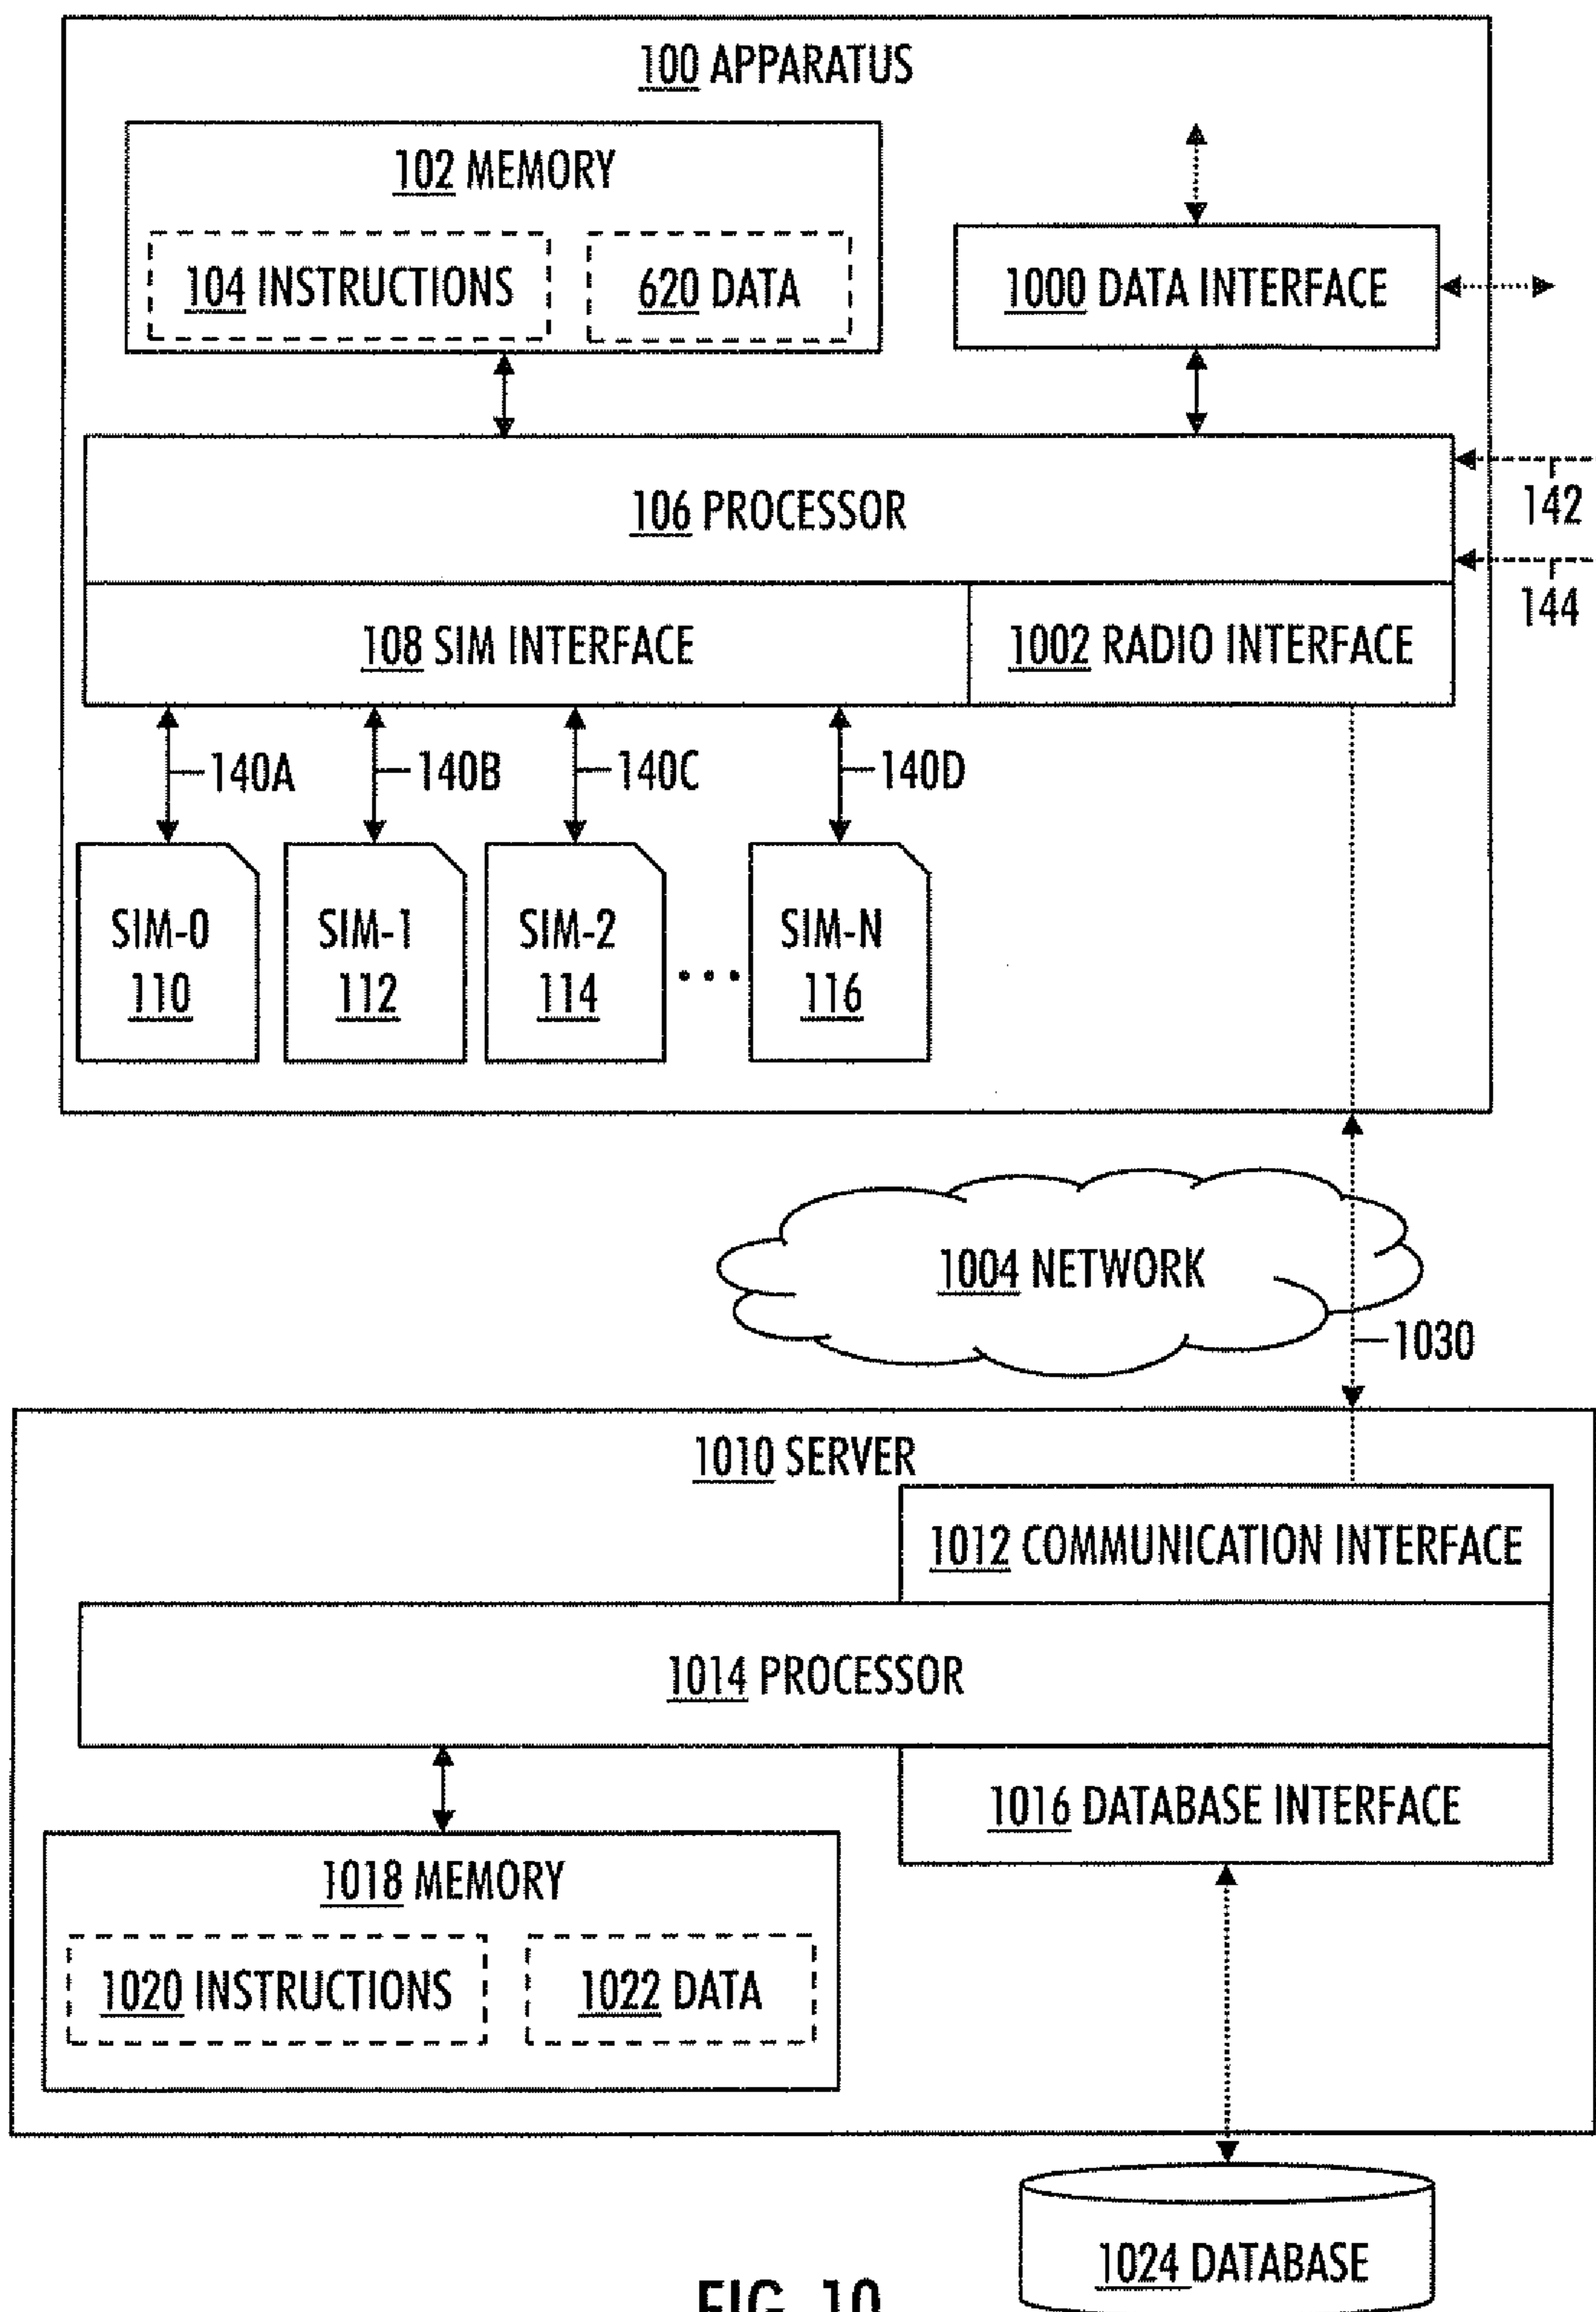 100 APPARATUS
102 MEMORY
104 INSTRUCTIONS
620 DATA
1000 DATA INTERFACE
106 PROCESSOR
142
144
108 SIM INTERFACE
1002 RADIO INTERFACE
140A
140B
140C
140D
SIM-0
110
SIM-1
112
SIM-2
114
...
SIM-N
116
1004 NETWORK
1030
1010 SERVER
1012 COMMUNICATION INTERFACE
1014 PROCESSOR
1016 DATABASE INTERFACE
1018 MEMORY
1020 INSTRUCTIONS
1022 DATA
1024 DATABASE
FIG. 10